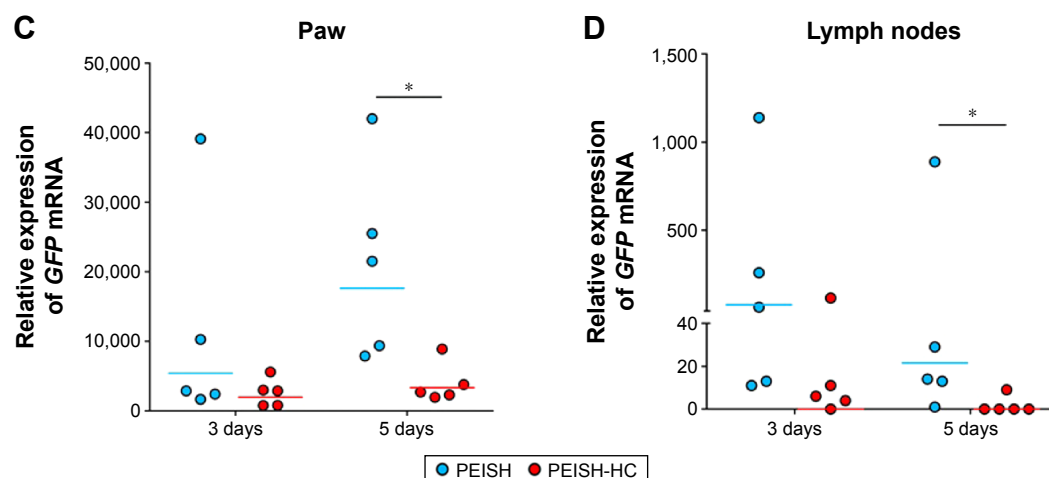 C
Paw
Relative expression
of GFP mRNA
50,000
40,000
30,000
20,000
10,000
0
*
3 days
5 days
D
Lymph nodes
Relative expression
of GFP mRNA
1,500
1,000
500
40
20
0
*
3 days
5 days
PEISH PEISH-HC